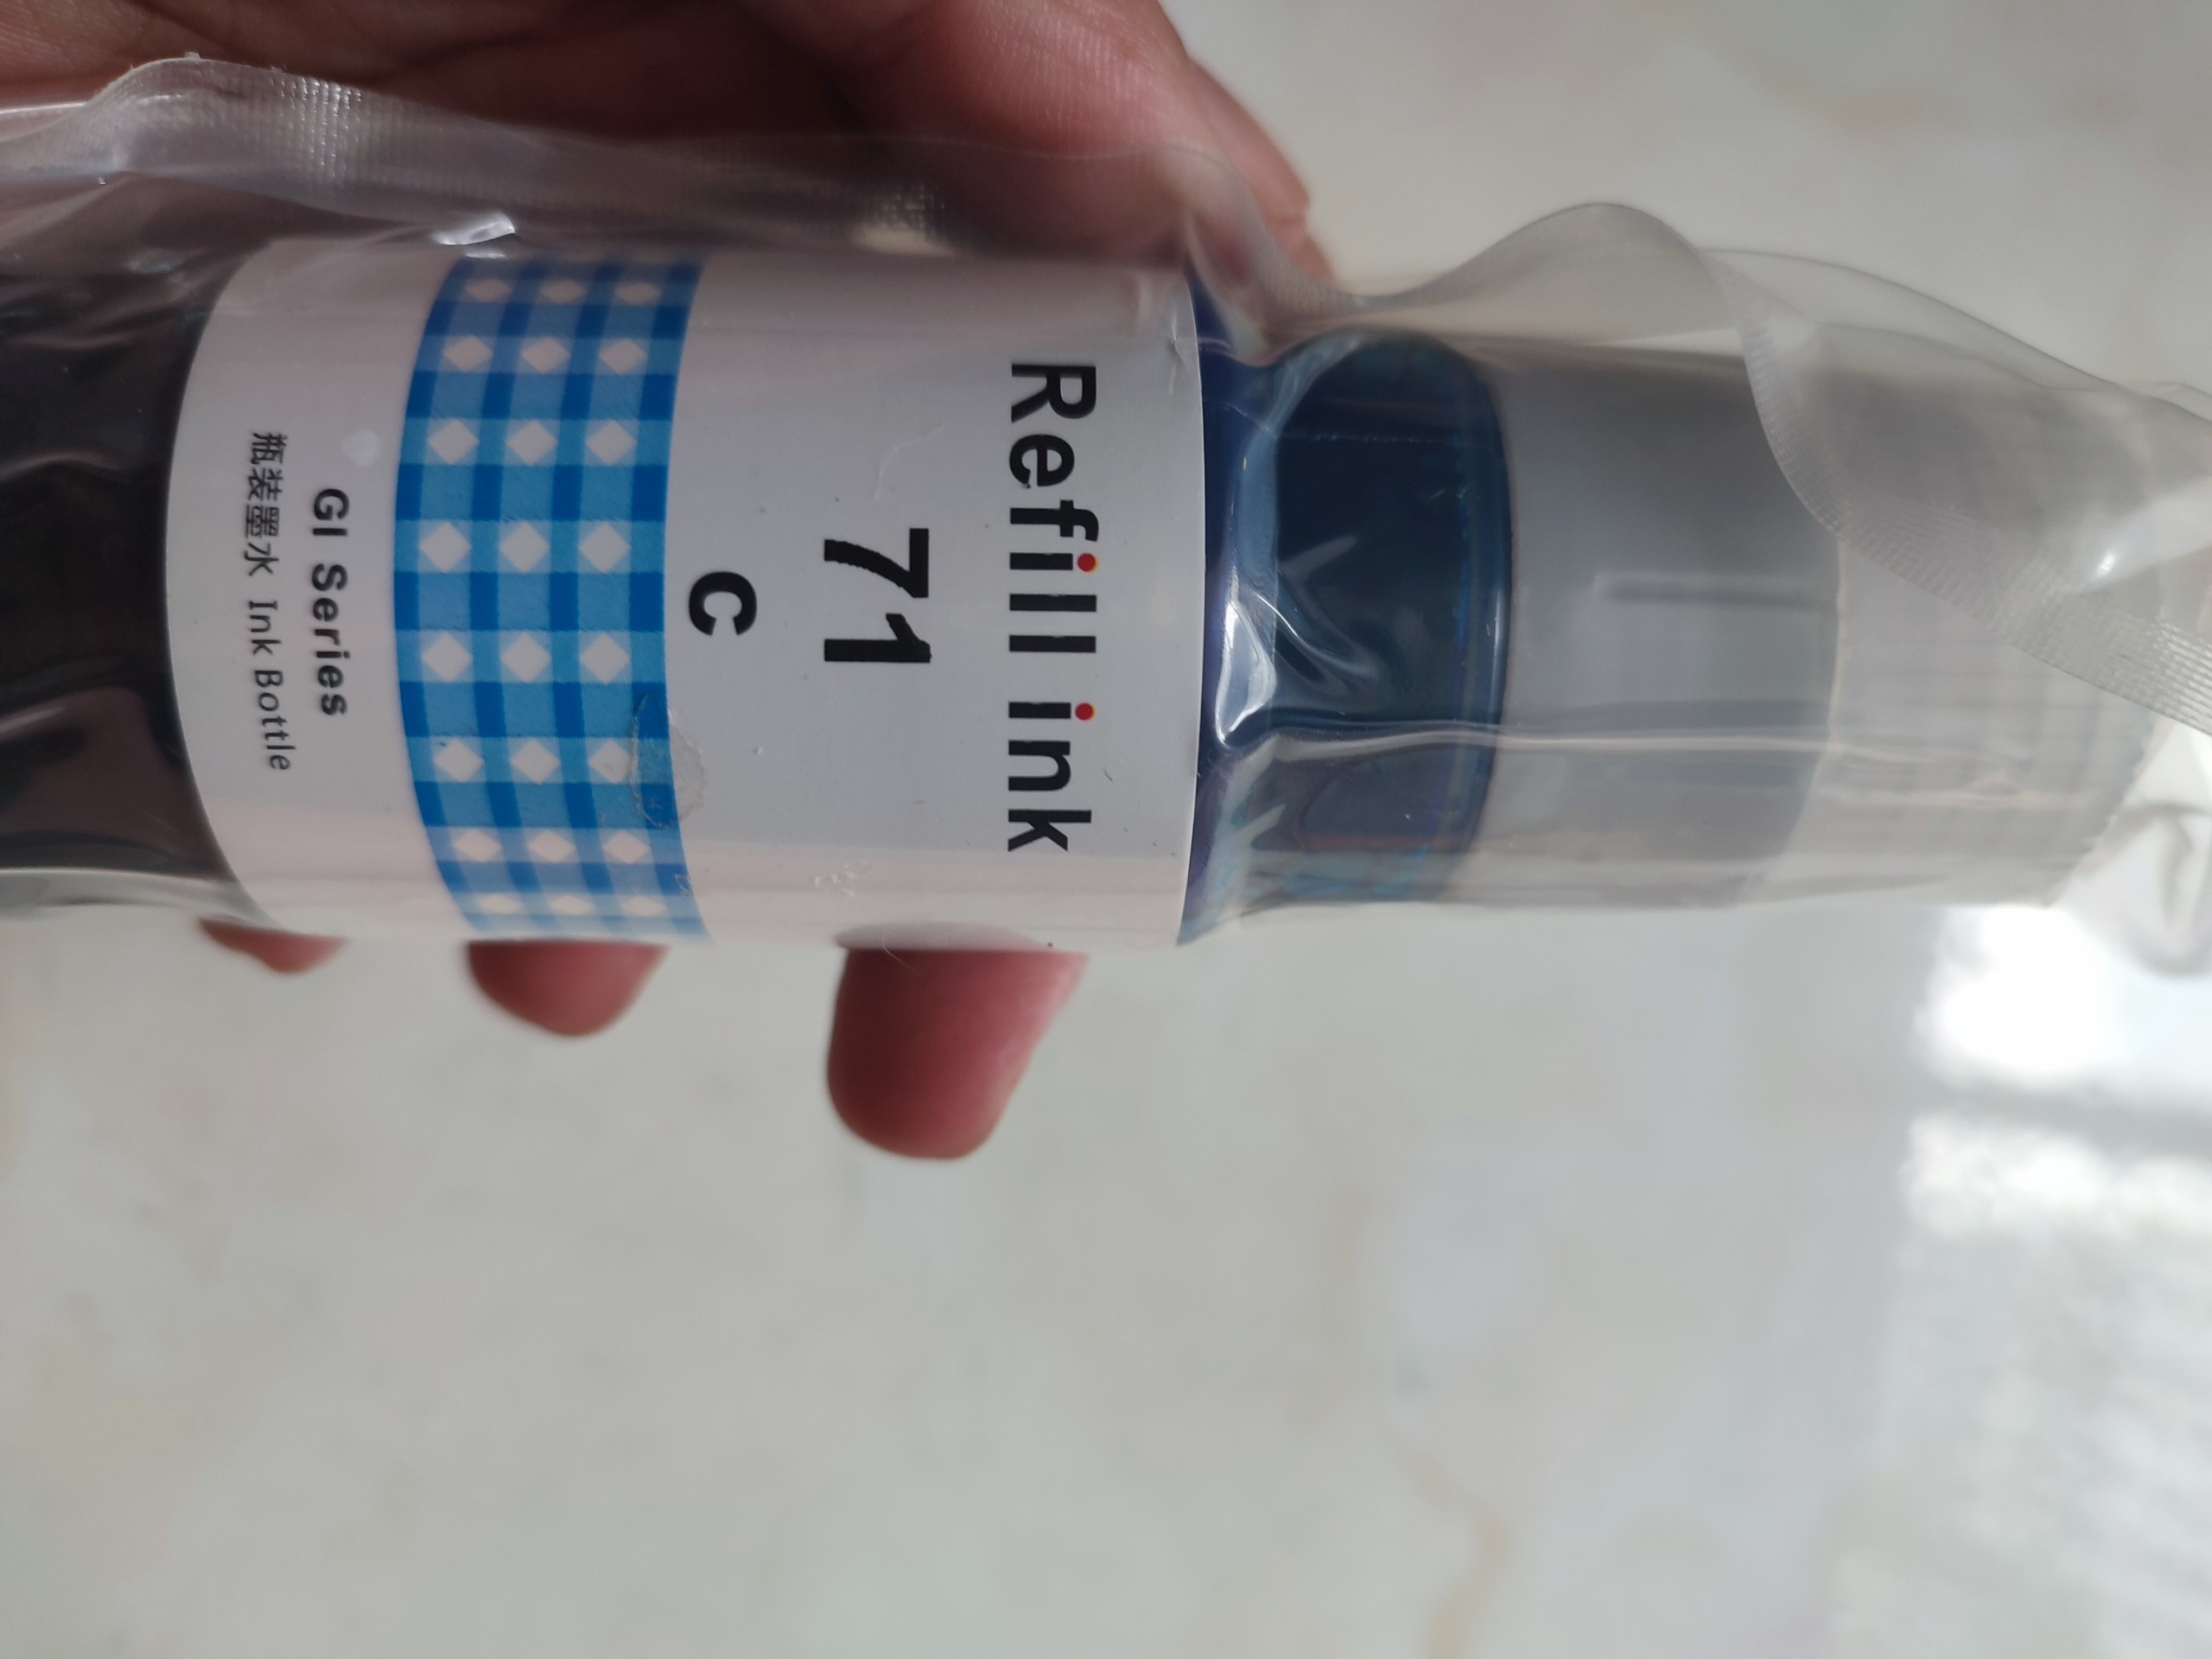 Refill ink
71
C
GI Series
瓶装墨水 Ink Bottle